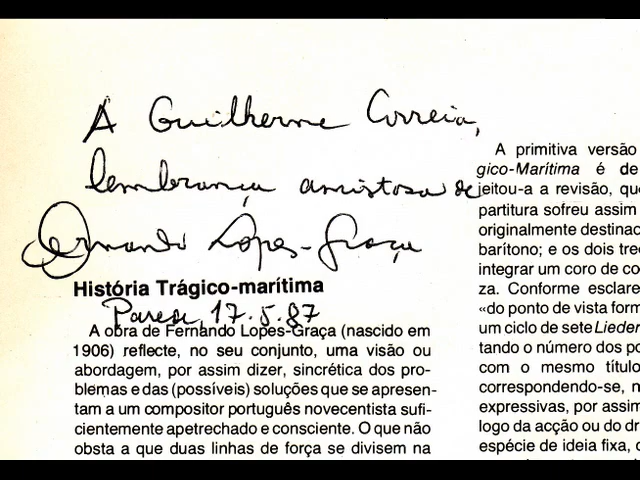 A Guilherme Correia,
lembrança amistosa de
Fernando Lopes-Graça
História Trágico-marítima
17.5.87
A obra de Fernando Lopes-Graça (nascido em
1906) reflecte, no seu conjunto, uma visão ou
abordagem, por assim dizer, sincrética dos pro-
blemas e das (possíveis) soluções que se apresen-
tam a um compositor português novecentista sufi-
cientemente apetrechado e consciente. O que não
obsta a que duas linhas de força se divisem na
A primitiva versão
gico-Marítima é de
jeitou-a a revisão, qu
partitura sofreu assim
originalmente destinad
barítono; e os dois tre
integrar um coro de co
za. Conforme esclare
«do ponto de vista form
um ciclo de sete Lieder
tando o número dos po
com o mesmo título
correspondendo-se, n
expressivas, por assim
logo da acção ou do dr
espécie de ideia fixa, c